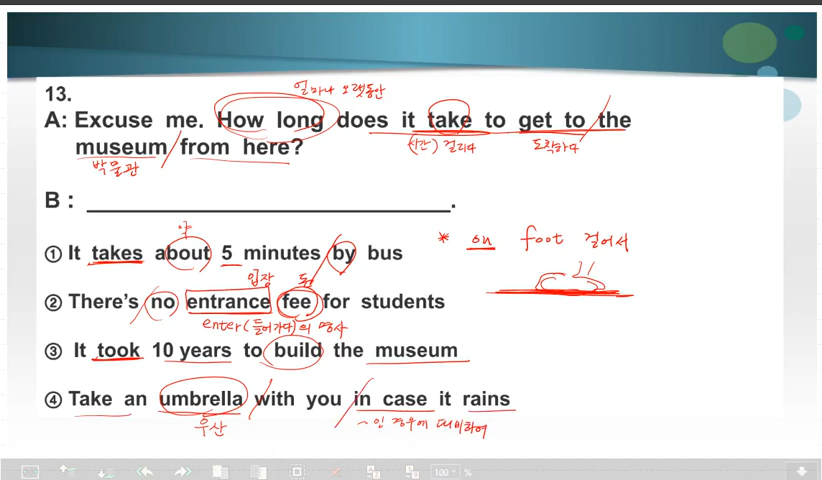 13.
얼마나 오랫동안
A: Excuse me. How long does it take to get to the
(시간) 걸리다 도착하다
museum from here?
박물관
B : ____________________.
약
① It takes about 5 minutes by bus
* on foot 걸어서
입장 돈
② There's no entrance fee for students
enter(들어가다)의 명사
③ It took 10 years to build the museum
④ Take an umbrella with you in case it rains
우산 ~인 경우에 대비하여
100 %